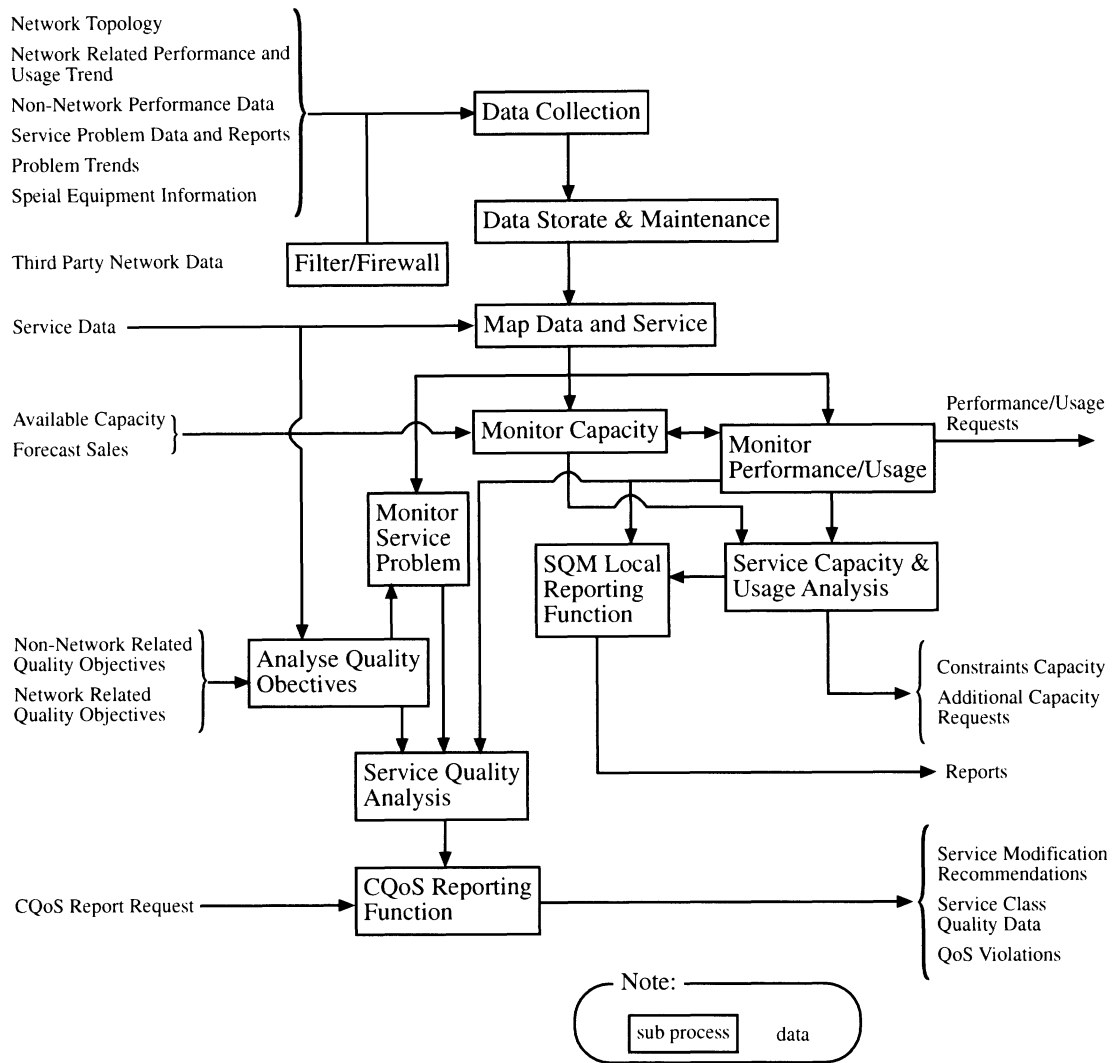 Network Topology
Network Related Performance and
Usage Trend
Non-Network Performance Data
Service Problem Data and Reports
Problem Trends
Speial Equipment Information
Data Collection
Data Storate & Maintenance
Third Party Network Data
Filter/Firewall
Service Data
Map Data and Service
Available Capacity
Forecast Sales
Monitor Capacity
Performance/Usage
Requests
Monitor
Performance/Usage
Monitor
Service
Problem
SQM Local
Reporting
Function
Service Capacity &
Usage Analysis
Non-Network Related
Quality Objectives
Network Related
Quality Objectives
Analyse Quality
Obectives
Constraints Capacity
Additional Capacity
Requests
Service Quality
Analysis
Reports
CQoS Report Request
CQoS Reporting
Function
Service Modification
Recommendations
Service Class
Quality Data
QoS Violations
Note:
sub process
data